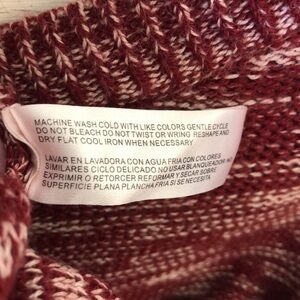 MACHINE WASH COLD WITH LIKE COLORS GENTLE CYCLE
DO NOT BLEACH DO NOT TWIST OR WRING RESHAPE AND
DRY FLAT COOL IRON WHEN NECESSARY
LAVAR EN LAVADORA CON AGUA FRIA CON COLORES
SIMILARES CICLO DELICADO NO USAR BLANQUEADOR NO
EXPRIMIR O RETORCER REFORMAR Y SECAR SOBRE
SUPERFICIE PLANA PLANCHA FRIA SI SE NECESITA